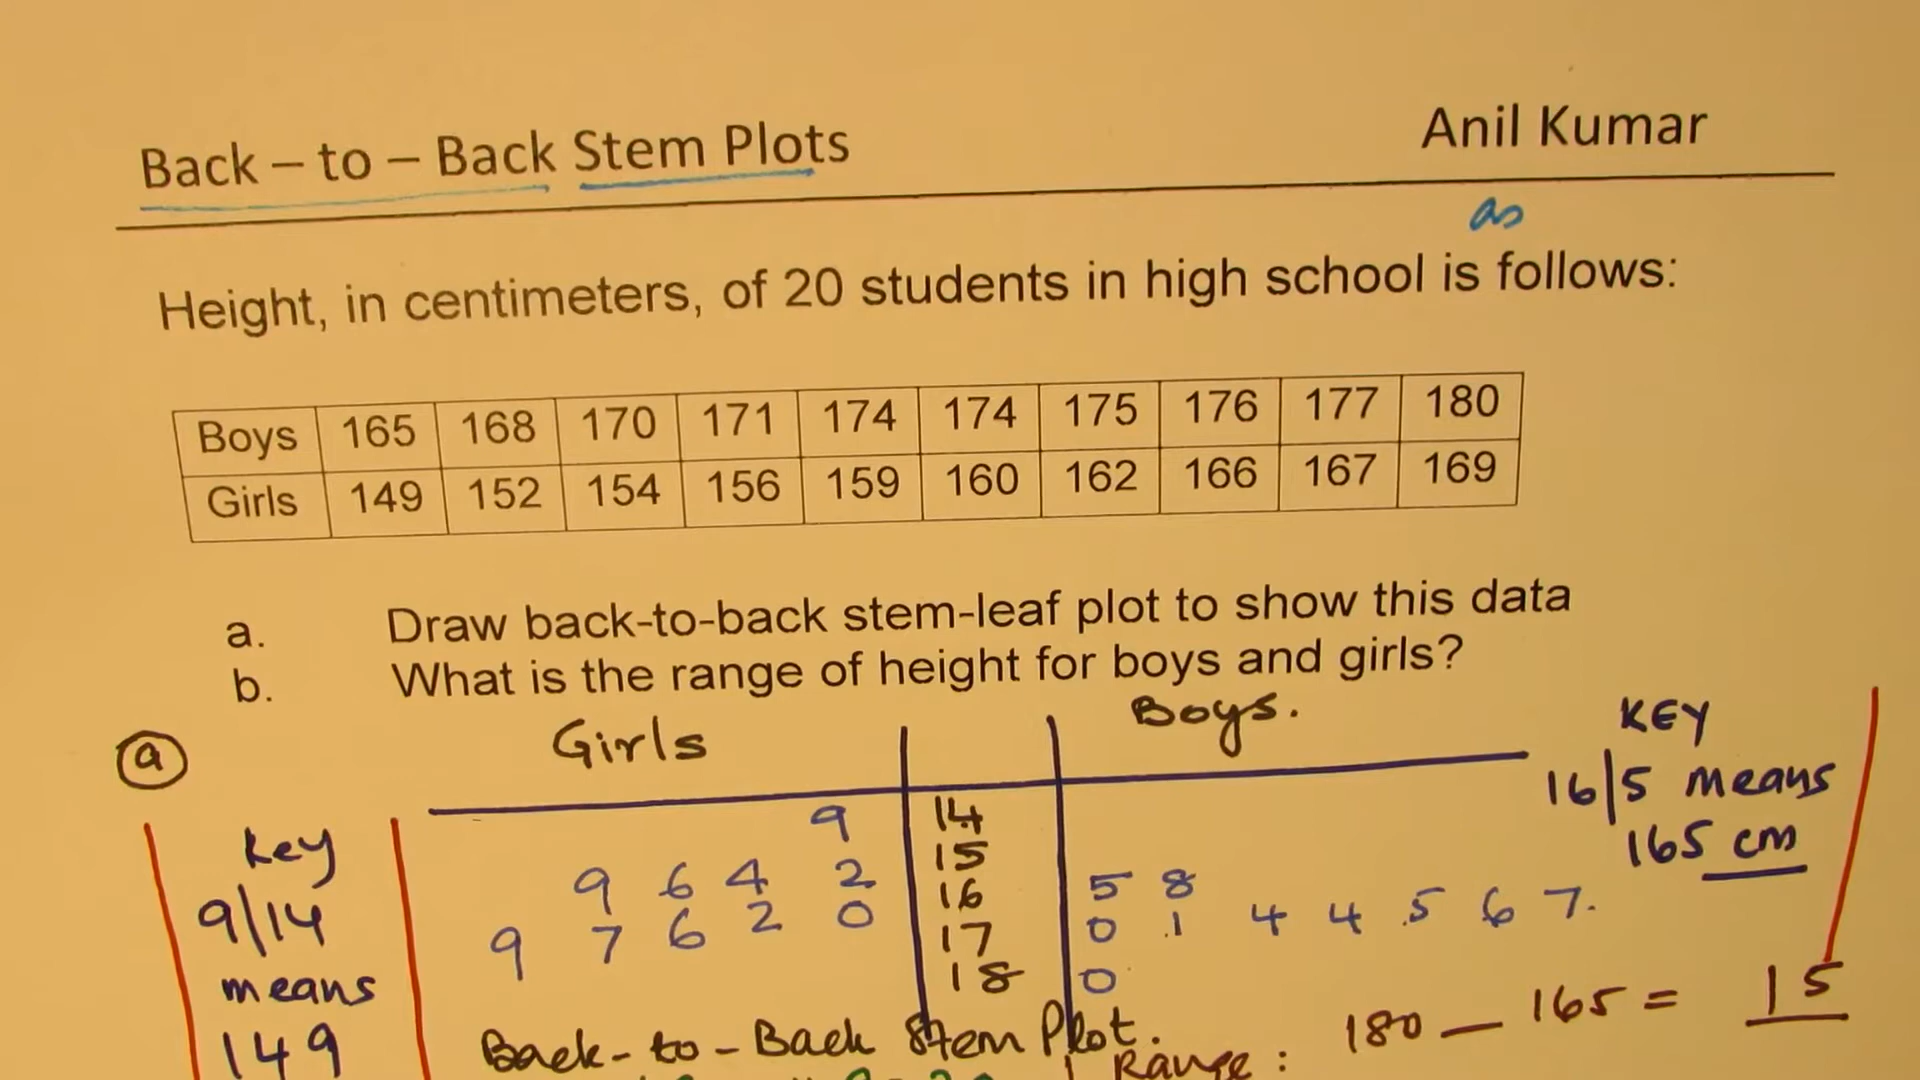 Back – to – Back Stem Plots Anil Kumar
as
Height, in centimeters, of 20 students in high school is follows:
Boys 165 168 170 171 174 174 175 176 177 180
Girls 149 152 154 156 159 160 162 166 167 169
a. Draw back-to-back stem-leaf plot to show this data
b. What is the range of height for boys and girls?
a Girls Boys.
KEY
16|5 means
165 cm
Key
9|14
means
149
9 14
9 6 4 2 15
9 7 6 2 0 16 5 8
17 0 1 4 4 5 6 7
18 0
Back-to-Back Stem Plot.
Range: 180 — 165 = 15